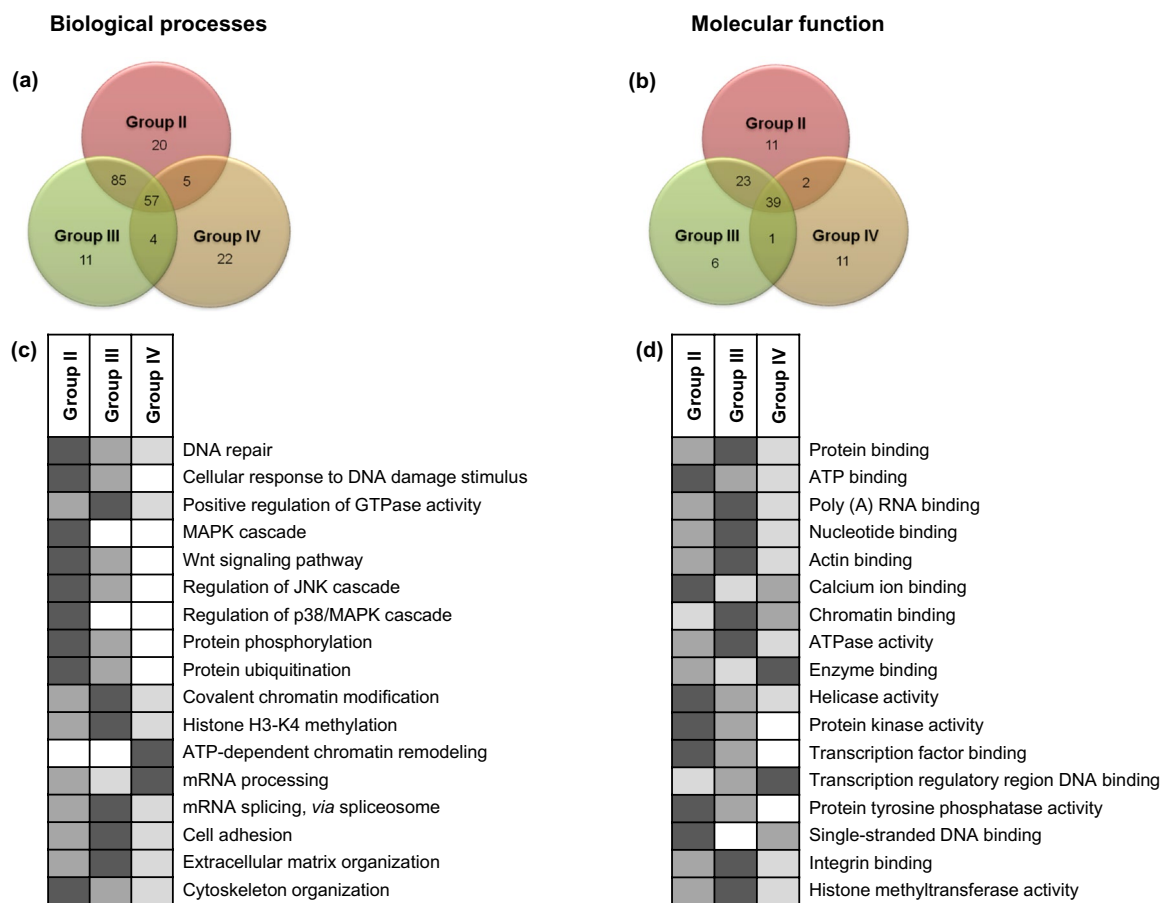 Biological processes
Molecular function
(a)
Group II
20
85
5
57
Group III
11
4
Group IV
22
(b)
Group II
11
23
2
39
Group III
6
1
Group IV
11
(c)
Group II
Group III
Group IV
DNA repair
Cellular response to DNA damage stimulus
Positive regulation of GTPase activity
MAPK cascade
Wnt signaling pathway
Regulation of JNK cascade
Regulation of p38/MAPK cascade
Protein phosphorylation
Protein ubiquitination
Covalent chromatin modification
Histone H3-K4 methylation
ATP-dependent chromatin remodeling
mRNA processing
mRNA splicing, via spliceosome
Cell adhesion
Extracellular matrix organization
Cytoskeleton organization
(d)
Group II
Group III
Group IV
Protein binding
ATP binding
Poly (A) RNA binding
Nucleotide binding
Actin binding
Calcium ion binding
Chromatin binding
ATPase activity
Enzyme binding
Helicase activity
Protein kinase activity
Transcription factor binding
Transcription regulatory region DNA binding
Protein tyrosine phosphatase activity
Single-stranded DNA binding
Integrin binding
Histone methyltransferase activity